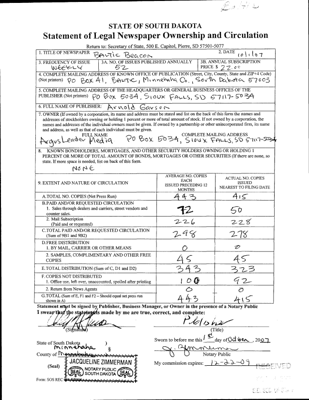 STATE OF SOUTH DAKOTA
Statement of Legal Newspaper Ownership and Circulation
Return to: Secretary of State, 500 E. Capitol, Pierre, SD 57501-5077
1. TITLE OF NEWSPAPER Baltic Beacon 2. DATE 10/1/07
3. FREQUENCY OF ISSUE WEEKLY 3A. NO. OF ISSUES PUBLISHED ANNUALLY 52 3B. ANNUAL SUBSCRIPTION PRICE $
4. COMPLETE MAILING ADDRESS OF KNOWN OFFICE OF PUBLICATION (Street, City, County, State and ZIP+4 Code)
(Not printers) PO Box 41, Baltic, Minnehaha Co., South Dakota 57003
5. COMPLETE MAILING ADDRESS OF THE HEADQUARTERS OR GENERAL BUSINESS OFFICES OF THE
PUBLISHER (Not printers) PO Box 5034, Sioux Falls, SD 57117-5034
6. FULL NAME OF PUBLISHER: Arnold Garson
7. OWNER (If owned by a corporation, its name and address must be stated and list on the back of this form the names and
addresses of stockholders owning or holding 1 percent or more of total amount of stock. If not owned by a corporation, the
names and addresses of the individual owners must be given. If owned by a partnership or other unincorporated firm, its name
and address, as well as that of each individual must be given.
FULL NAME COMPLETE MAILING ADDRESS
Argus Leader Media PO Box 5034, Sioux Falls, SD 57117-5034
8. KNOWN BONDHOLDERS, MORTGAGES, AND OTHER SECURITY HOLDERS OWNING OR HOLDING 1
PERCENT OR MORE OF TOTAL AMOUNT OF BONDS, MORTGAGES OR OTHER SECURITIES (If there are none, so
state. If more space is needed, list on back of this form.
NONE
9. EXTENT AND NATURE OF CIRCULATION
AVERAGE NO. COPIES EACH ISSUED PRECEDING 12 MONTHS
ACTUAL NO. COPIES ISSUED NEAREST TO FILING DATE
A. TOTAL NO. COPIES (Net Press Run) 443 415
B. PAID AND/OR REQUESTED CIRCULATION
1. Sales through dealers and carriers, street vendors and
counter sales. 72 50
2. Mail Subscription
(Paid and/or requested) 226 228
C. TOTAL PAID AND/OR REQUESTED CIRCULATION
(Sum of 9B1 and 9B2) 298 278
D. FREE DISTRIBUTION
1. BY MAIL, CARRIER OR OTHER MEANS 0 0
2. SAMPLES, COMPLIMENTARY AND OTHER FREE
COPIES 45 45
E. TOTAL DISTRIBUTION (Sum of C, D1 and D2) 343 323
F. COPIES NOT DISTRIBUTED
1. Office use, left over, unaccounted, spoiled after printing 100 92
2. Return from News Agents 0 0
G. TOTAL (Sum of E, F1 and F2 – Should equal net press run
shown in A) 443 415
Statement must be signed by Publisher, Business Manager, or Owner in the presence of a Notary Public
I swear that the statements made by me are true, correct, and complete:
(Signature) (Title)
State of South Dakota )
County of Minnehaha )
Sworn to before me this 15 day of October, 2007
Notary Public
(Seal)
JACQUELINE ZIMMERMAN
NOTARY PUBLIC
SOUTH DAKOTA
My commission expires: 12-22-09